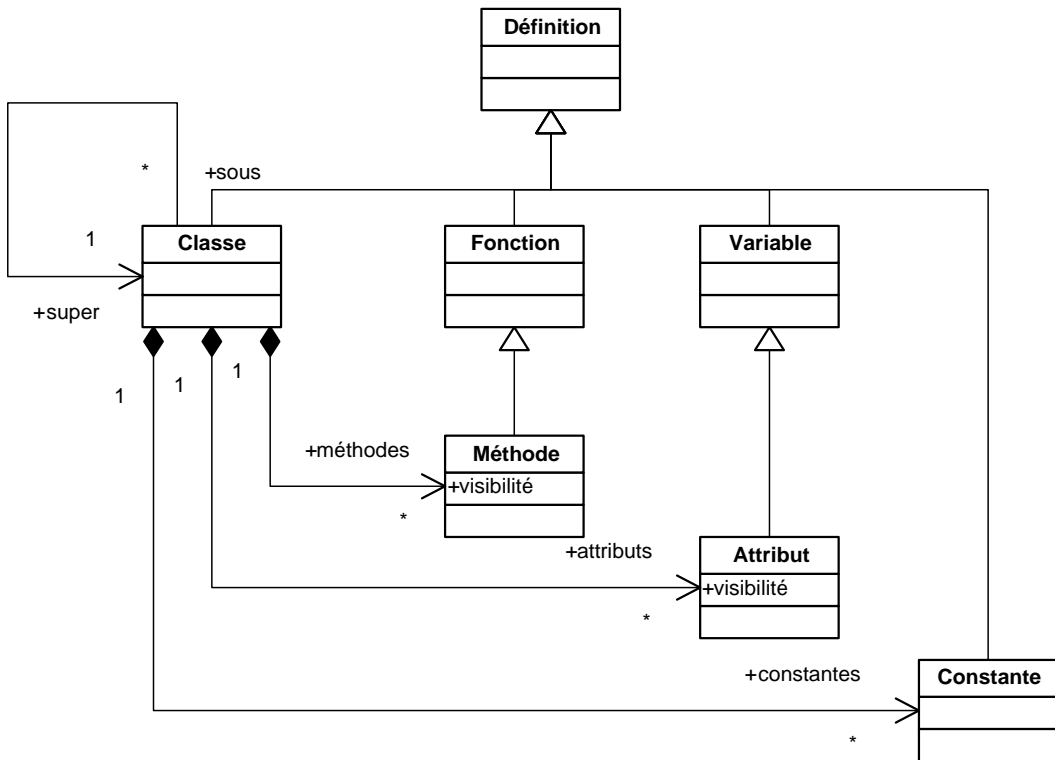 Définition
*
+sous
1
Classe
Fonction
Variable
+super
1
1
1
+méthodes
Méthode
+visibilité
*
+attributs
Attribut
+visibilité
*
+constantes
Constante
*